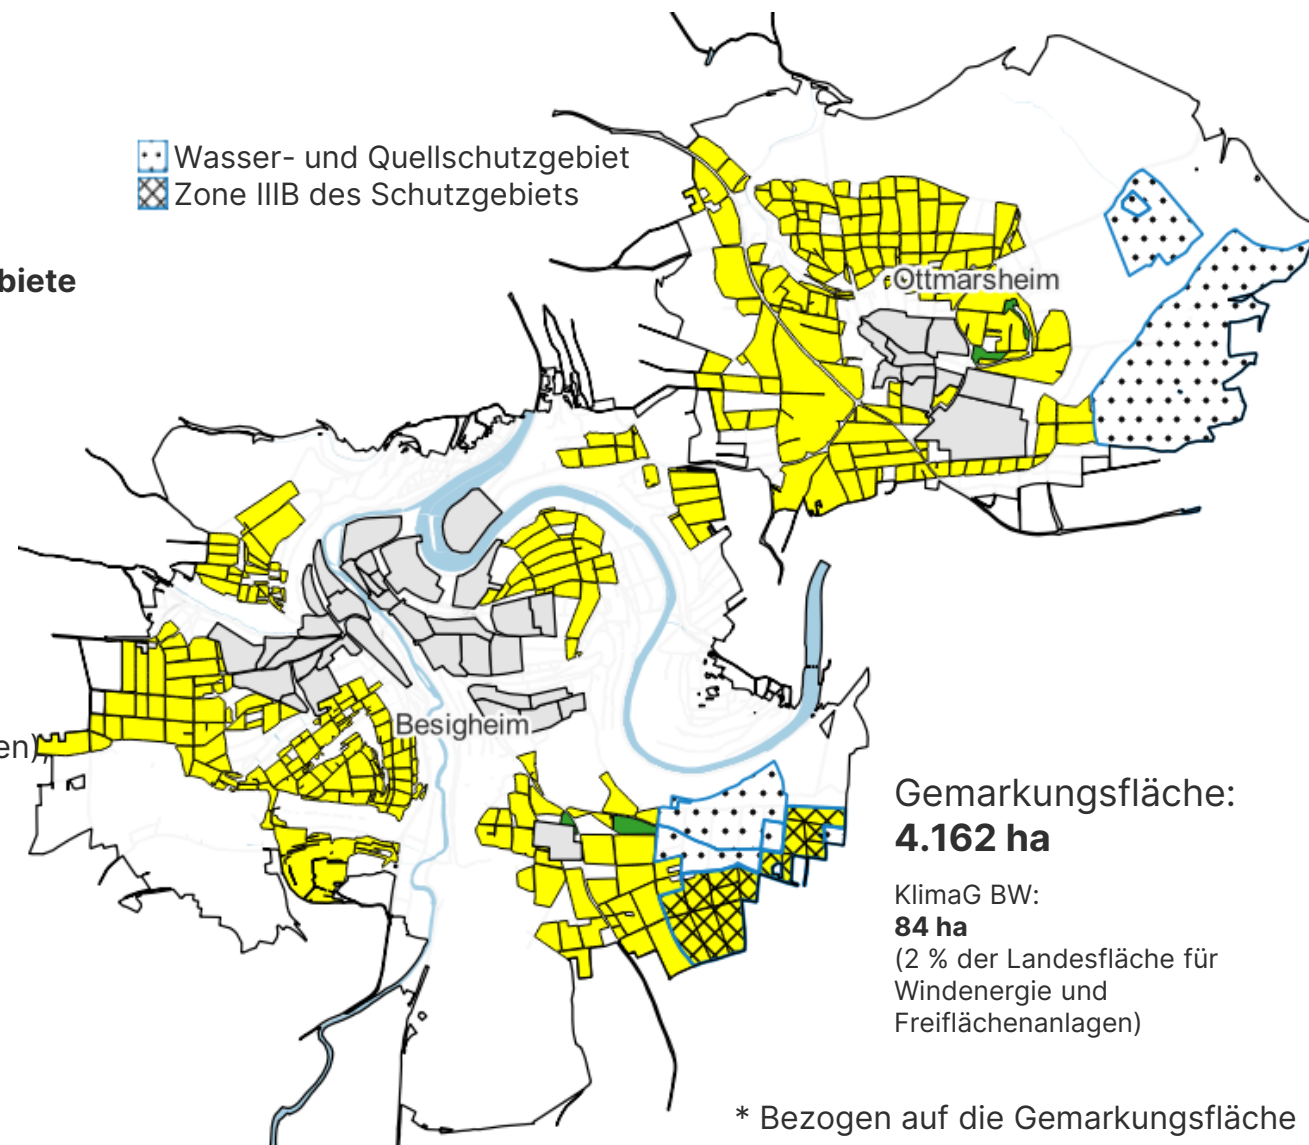 Wasser- und Quellschutzgebiet
Zone IIIB des Schutzgebiets
biete
Ottmarsheim
Besigheim
en)
Gemarkungsfläche:
4.162 ha
KlimaG BW:
84 ha
(2 % der Landesfläche für
Windenergie und
Freiflächenanlagen)
* Bezogen auf die Gemarkungsfläche